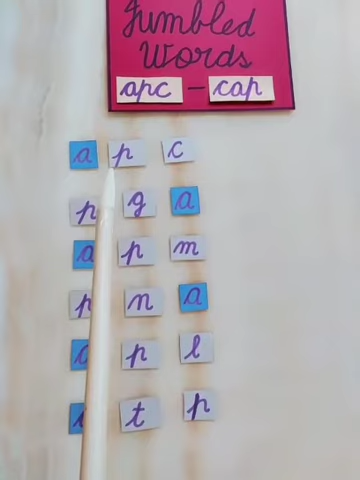 Jumbled
Words
apc - cap
a p c
p g a
a p m
p n a
a p l
t p